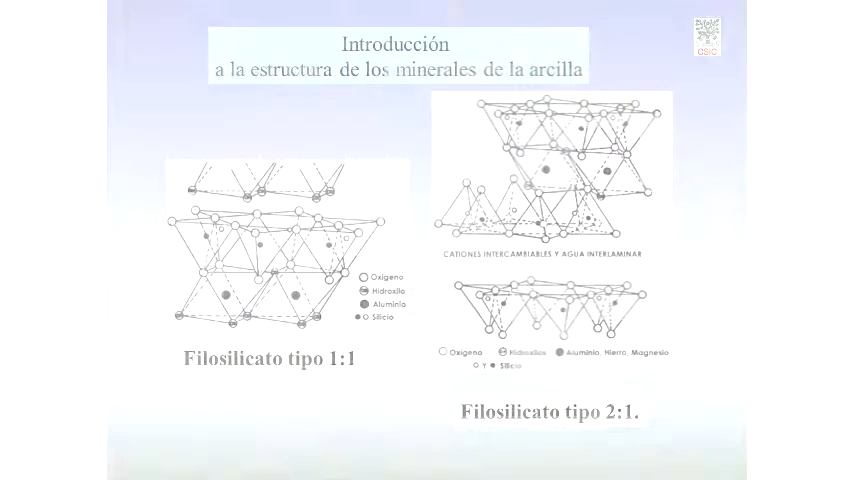 Introducción
a la estructura de los minerales de la arcilla
CSIC
Oxígeno
Hidroxilo
Aluminio
Silicio
Filosilicato tipo 1:1
CATIONES INTERCAMBIABLES Y AGUA INTERLAMINAR
Oxígeno Hidroxilos Aluminio, Hierro, Magnesio
Y Silicio
Filosilicato tipo 2:1.